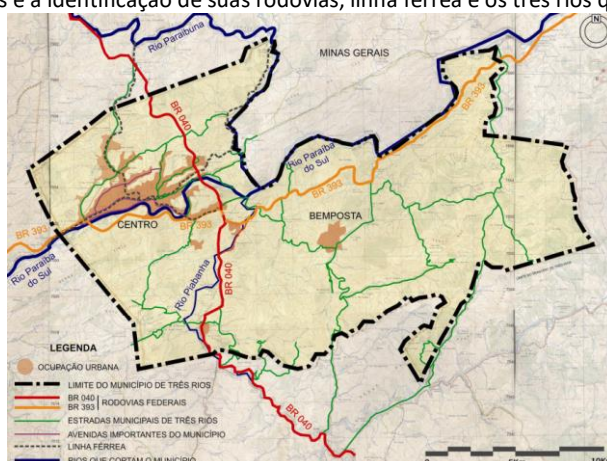 s e a identificação de suas rodovias, linha férrea e os três rios q
Rio Paraibuna
MINAS GERAIS
BR 040
BR 393
Rio Paraíba
do Sul
BR 393
BEMPOSTA
CENTRO
BR 393
BR 393
Rio Paraíba
do Sul
Rio Piabanha
BR 040
LEGENDA
OCUPAÇÃO URBANA
LIMITE DO MUNICÍPIO DE TRÊS RIOS
BR 040
BR 393
RODOVIAS FEDERAIS
ESTRADAS MUNICIPAIS DE TRÊS RIOS
AVENIDAS IMPORTANTES DO MUNICÍPIO
LINHA FÉRREA
RIOS QUE CORTAM O MUNICÍPIO
BR 040